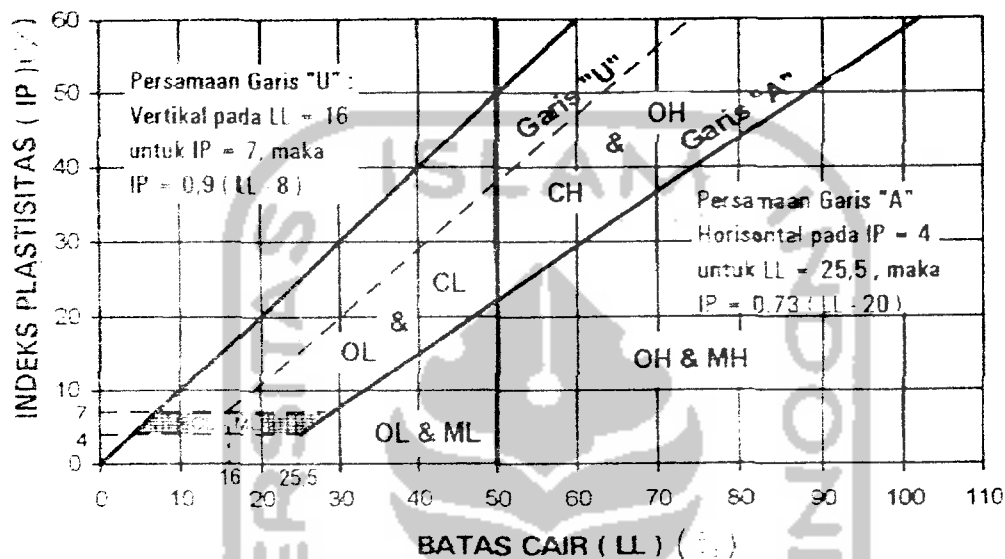 INDEKS PLASTISITAS ( IP )
60
50
40
30
20
10
7
4
0
Persamaan Garis "U" :
Vertikal pada LL = 16
untuk IP = 7, maka
IP = 0,9 ( LL - 8 )
Garis "U"
OH
&
CH
Garis "A"
Persamaan Garis "A"
Horisontal pada IP = 4
untuk LL = 25,5 , maka
IP = 0.73 ( LL - 20 )
CL
&
OL
OH & MH
OL & ML
16
25,5
0 10 20 30 40 50 60 70 80 90 100 110
BATAS CAIR ( LL )
ISLAM